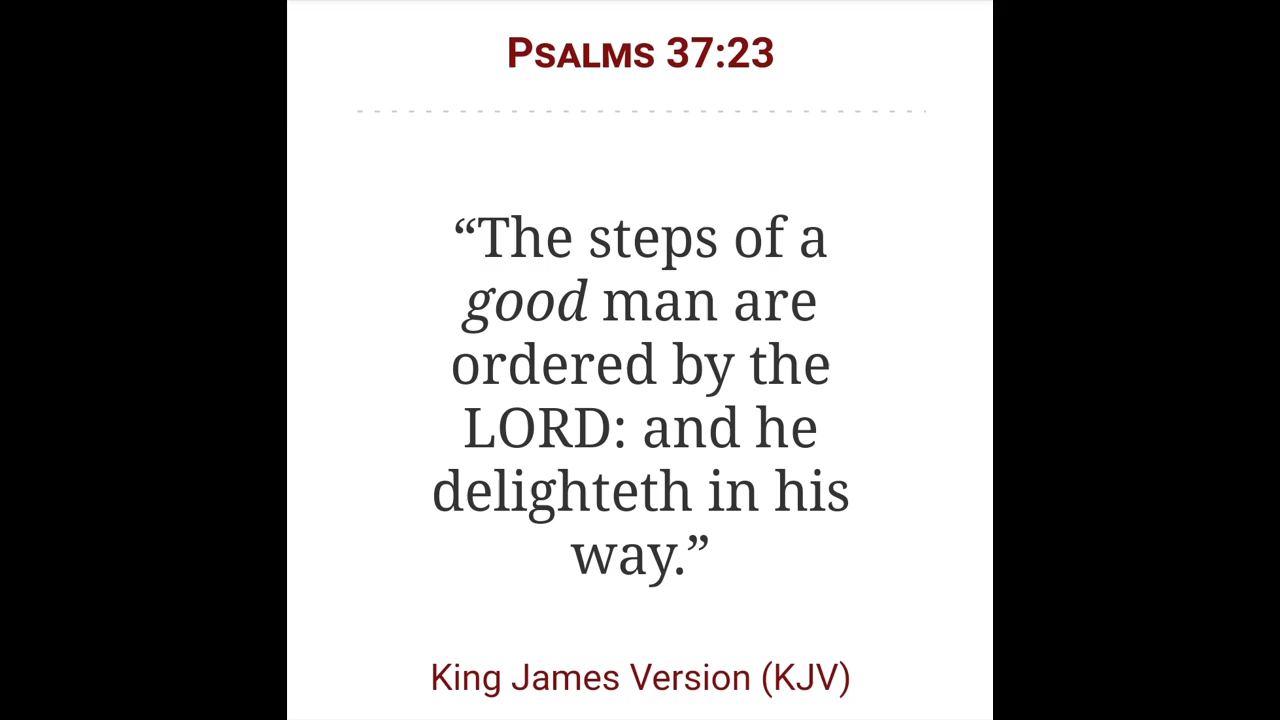 PSALMS 37:23
“The steps of a
good man are
ordered by the
LORD: and he
delighteth in his
way.”
King James Version (KJV)